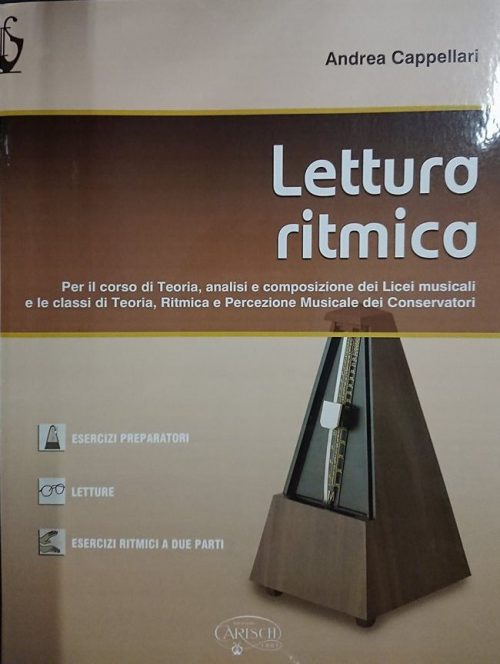 Andrea Cappellari
Lettura
ritmica
Per il corso di Teoria, analisi e composizione dei Licei musicali
e le classi di Teoria, Ritmica e Percezione Musicale dei Conservatori
ESERCIZI PREPARATORI
LETTURE
ESERCIZI RITMICI A DUE PARTI
CARISCH